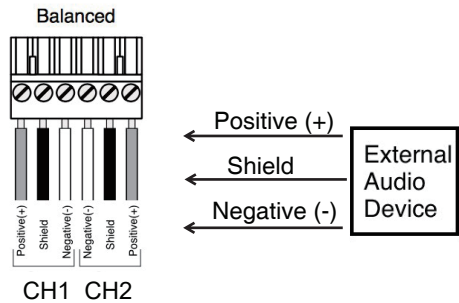 Balanced
Positive (+)
Shield
Negative (-)
External
Audio
Device
Positive(+)
Shield
Negative(-)
Negative(-)
Shield
Positive(+)
CH1 CH2